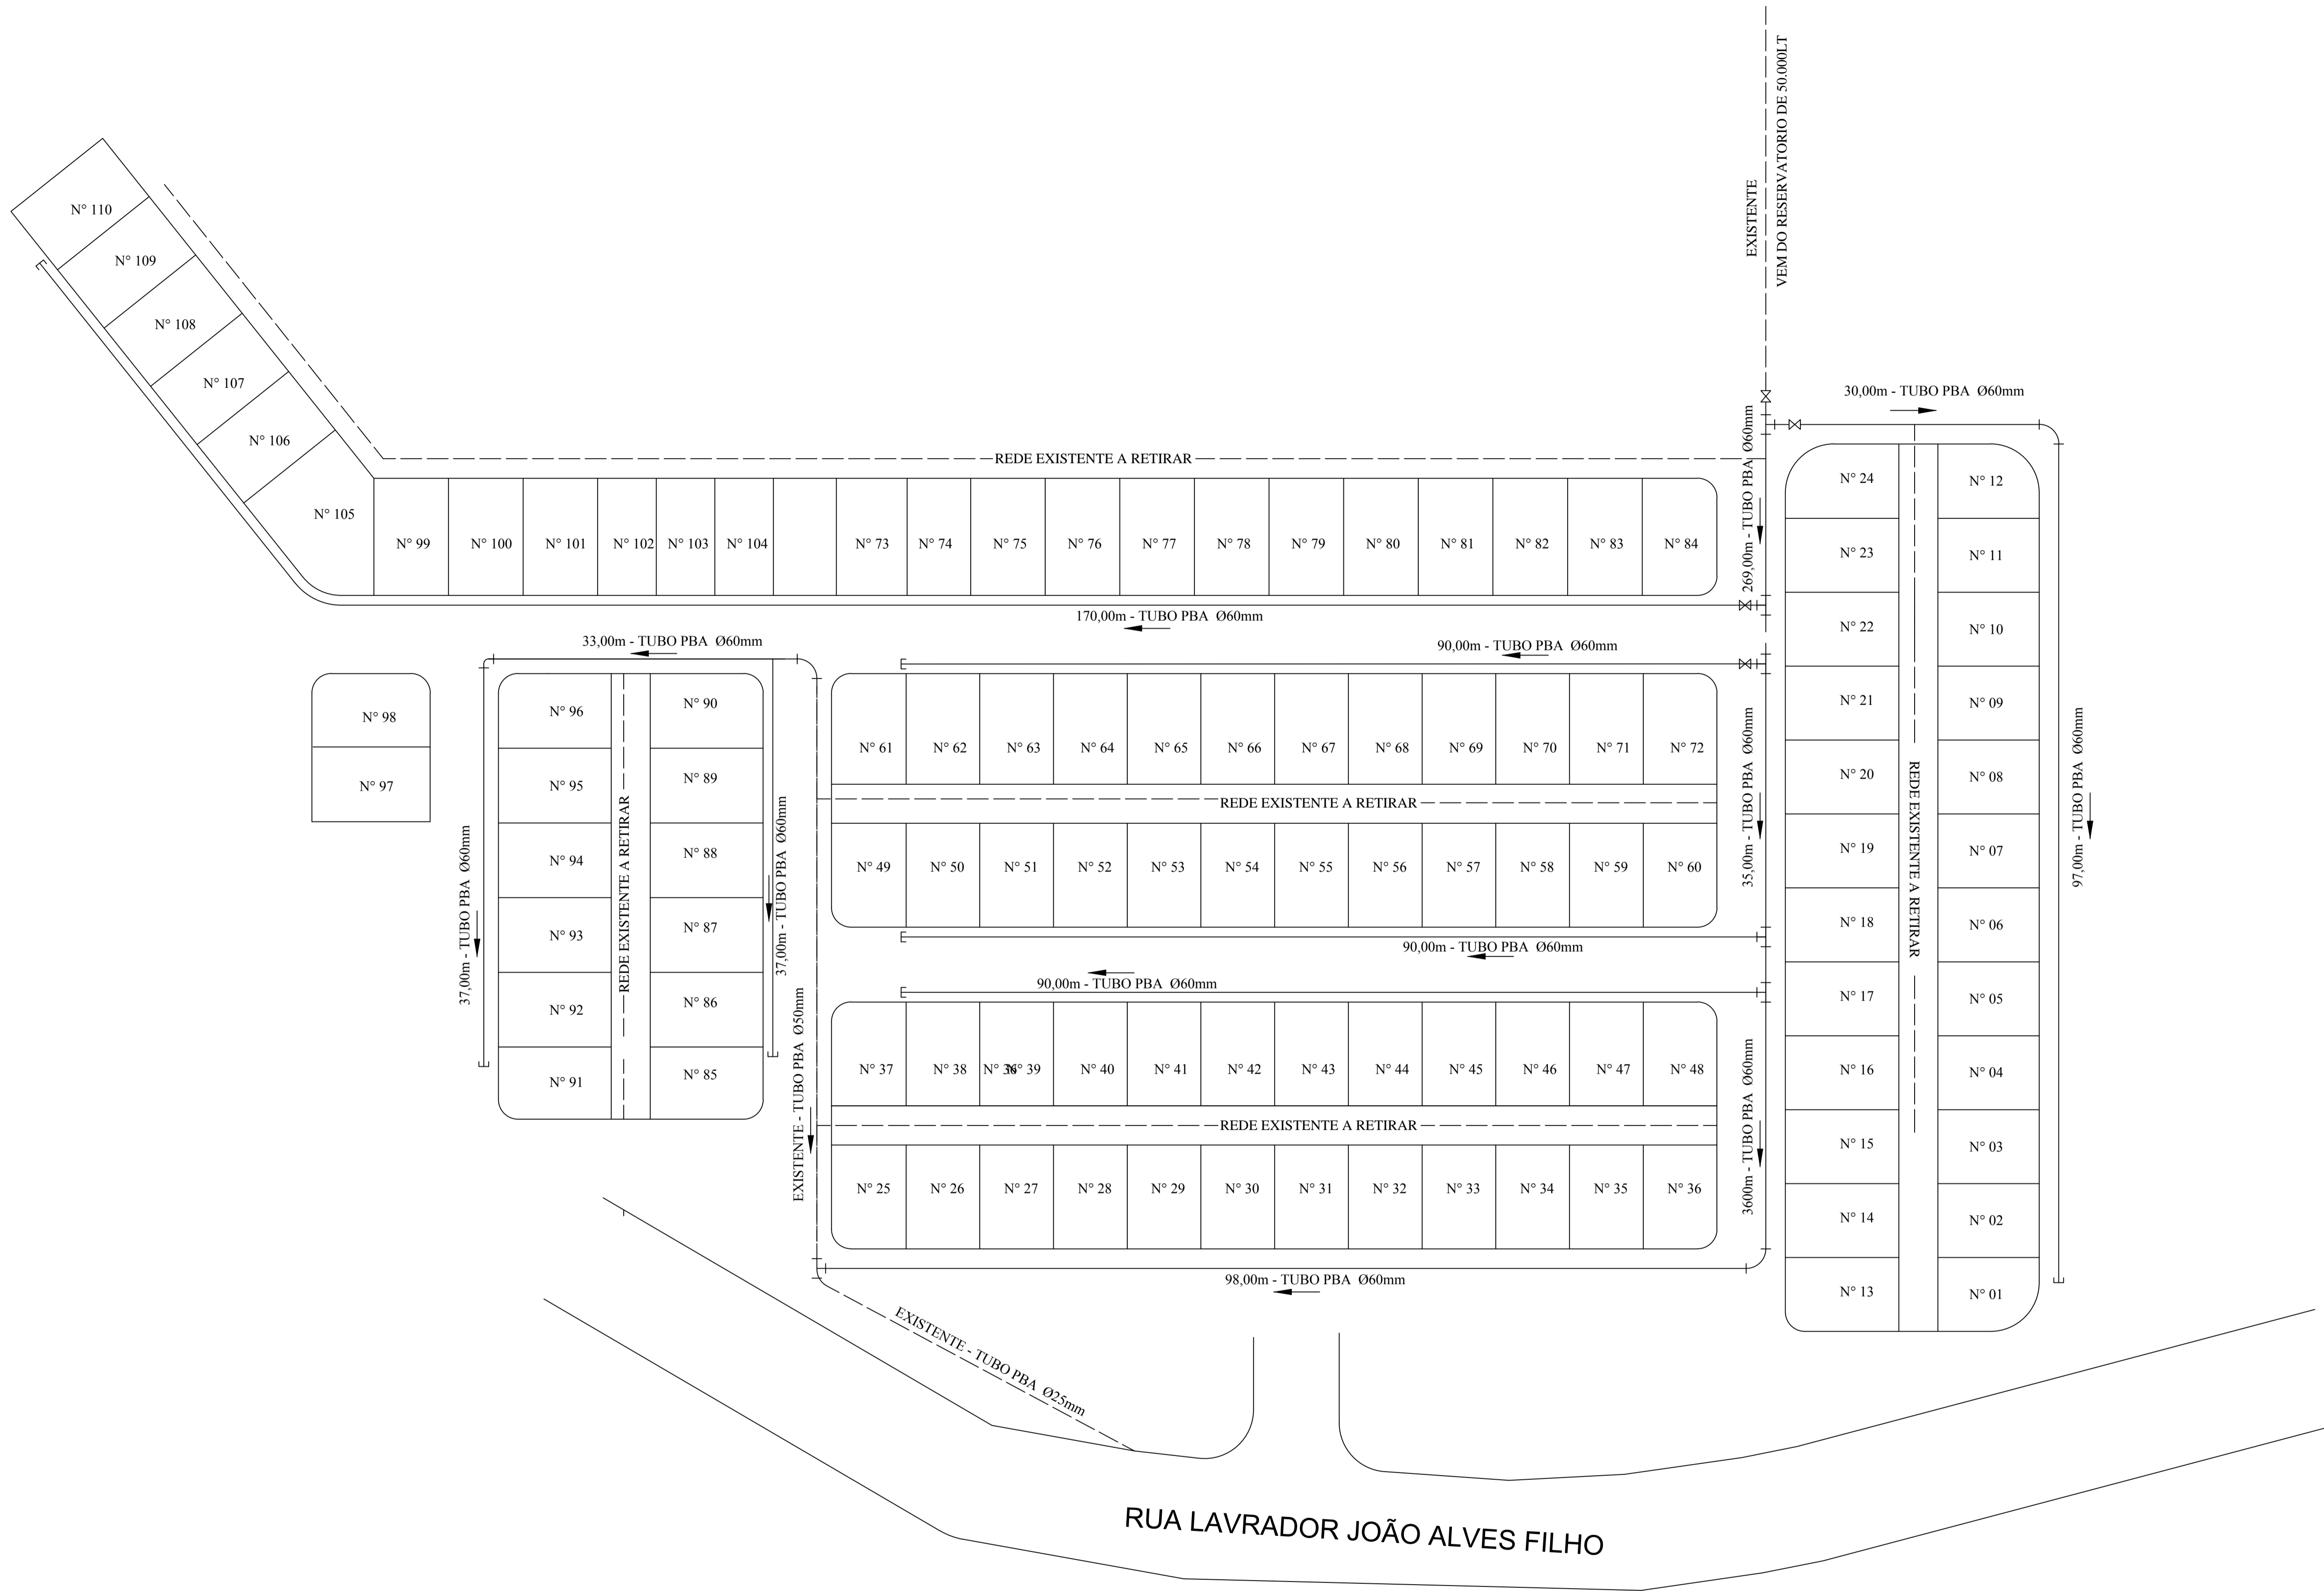 VEM DO RESERVATORIO DE 50.000LT
EXISTENTE
N° 110
N° 109
N° 108
N° 107
N° 106
N° 105
30,00m - TUBO PBA Ø60mm
269,00m - TUBO PBA Ø60mm
REDE EXISTENTE A RETIRAR
N° 99
N° 100
N° 101
N° 102
N° 103
N° 104
N° 73
N° 74
N° 75
N° 76
N° 77
N° 78
N° 79
N° 80
N° 81
N° 82
N° 83
N° 84
170,00m - TUBO PBA Ø60mm
33,00m - TUBO PBA Ø60mm
90,00m - TUBO PBA Ø60mm
N° 98
N° 97
N° 96
N° 90
N° 95
N° 89
N° 94
N° 88
N° 93
N° 87
N° 92
N° 86
N° 91
N° 85
REDE EXISTENTE A RETIRAR
37,00m - TUBO PBA Ø60mm
37,00m - TUBO PBA Ø60mm
EXISTENTE - TUBO PBA Ø50mm
N° 61
N° 62
N° 63
N° 64
N° 65
N° 66
N° 67
N° 68
N° 69
N° 70
N° 71
N° 72
REDE EXISTENTE A RETIRAR
N° 49
N° 50
N° 51
N° 52
N° 53
N° 54
N° 55
N° 56
N° 57
N° 58
N° 59
N° 60
35,00m - TUBO PBA Ø60mm
90,00m - TUBO PBA Ø60mm
90,00m - TUBO PBA Ø60mm
N° 37
N° 38
N° 36
N° 39
N° 40
N° 41
N° 42
N° 43
N° 44
N° 45
N° 46
N° 47
N° 48
REDE EXISTENTE A RETIRAR
N° 25
N° 26
N° 27
N° 28
N° 29
N° 30
N° 31
N° 32
N° 33
N° 34
N° 35
N° 36
3600m - TUBO PBA Ø60mm
98,00m - TUBO PBA Ø60mm
EXISTENTE - TUBO PBA Ø25mm
N° 24
N° 12
N° 23
N° 11
N° 22
N° 10
N° 21
N° 09
N° 20
N° 08
N° 19
N° 07
N° 18
N° 06
N° 17
N° 05
N° 16
N° 04
N° 15
N° 03
N° 14
N° 02
N° 13
N° 01
REDE EXISTENTE A RETIRAR
97,00m - TUBO PBA Ø60mm
RUA LAVRADOR JOÃO ALVES FILHO